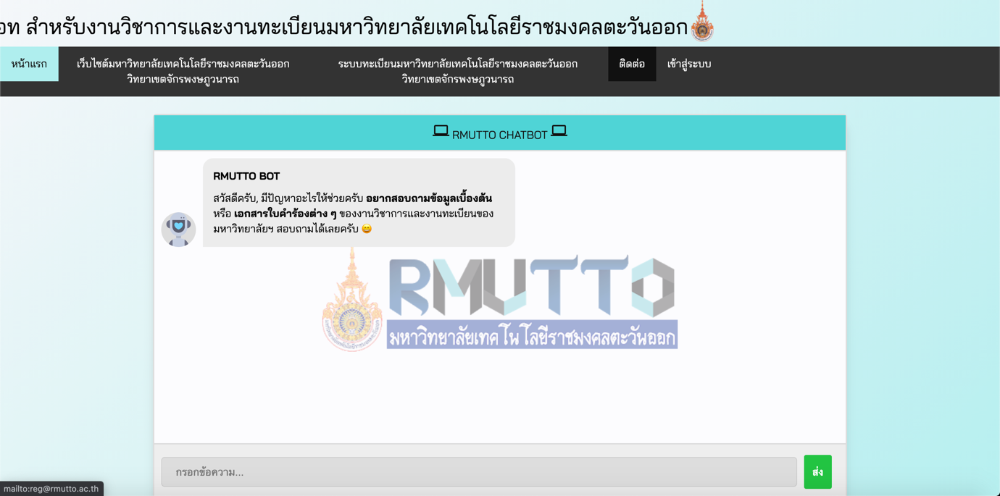 อท สำหรับงานวิชาการและงานทะเบียนมหาวิทยาลัยเทคโนโลยีราชมงคลตะวันออก
หน้าแรก
เว็บไซต์มหาวิทยาลัยเทคโนโลยีราชมงคลตะวันออก
วิทยาเขตจักรพงษภูวนารถ
ระบบทะเบียนมหาวิทยาลัยเทคโนโลยีราชมงคลตะวันออก
วิทยาเขตจักรพงษภูวนารถ
ติดต่อ
เข้าสู่ระบบ
RMUTTO CHATBOT
RMUTTO BOT
สวัสดีครับ, มีปัญหาอะไรให้ช่วยครับ อยากสอบถามข้อมูลเบื้องต้น
หรือ เอกสารใบคำร้องต่าง ๆ ของงานวิชาการและงานทะเบียนของ
มหาวิทยาลัยฯ สอบถามได้เลยครับ 😀
RMUTTO
มหาวิทยาลัยเทคโนโลยีราชมงคลตะวันออก
กรอกข้อความ...
ส่ง
mailto:reg@rmutto.ac.th